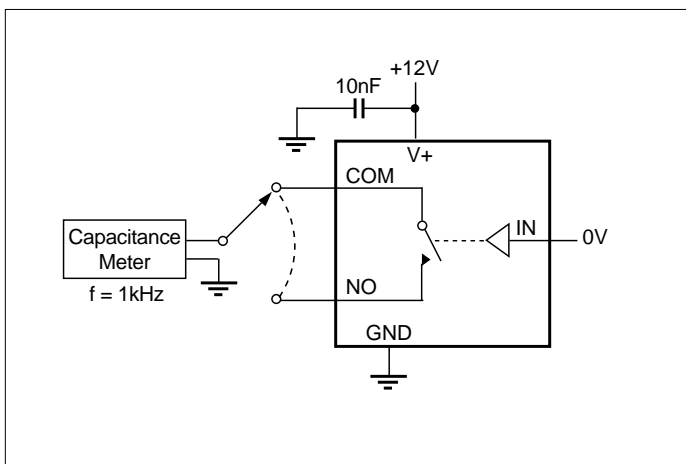 +12V
10nF
V+
COM
IN
0V
Capacitance
Meter
f = 1kHz
NO
GND